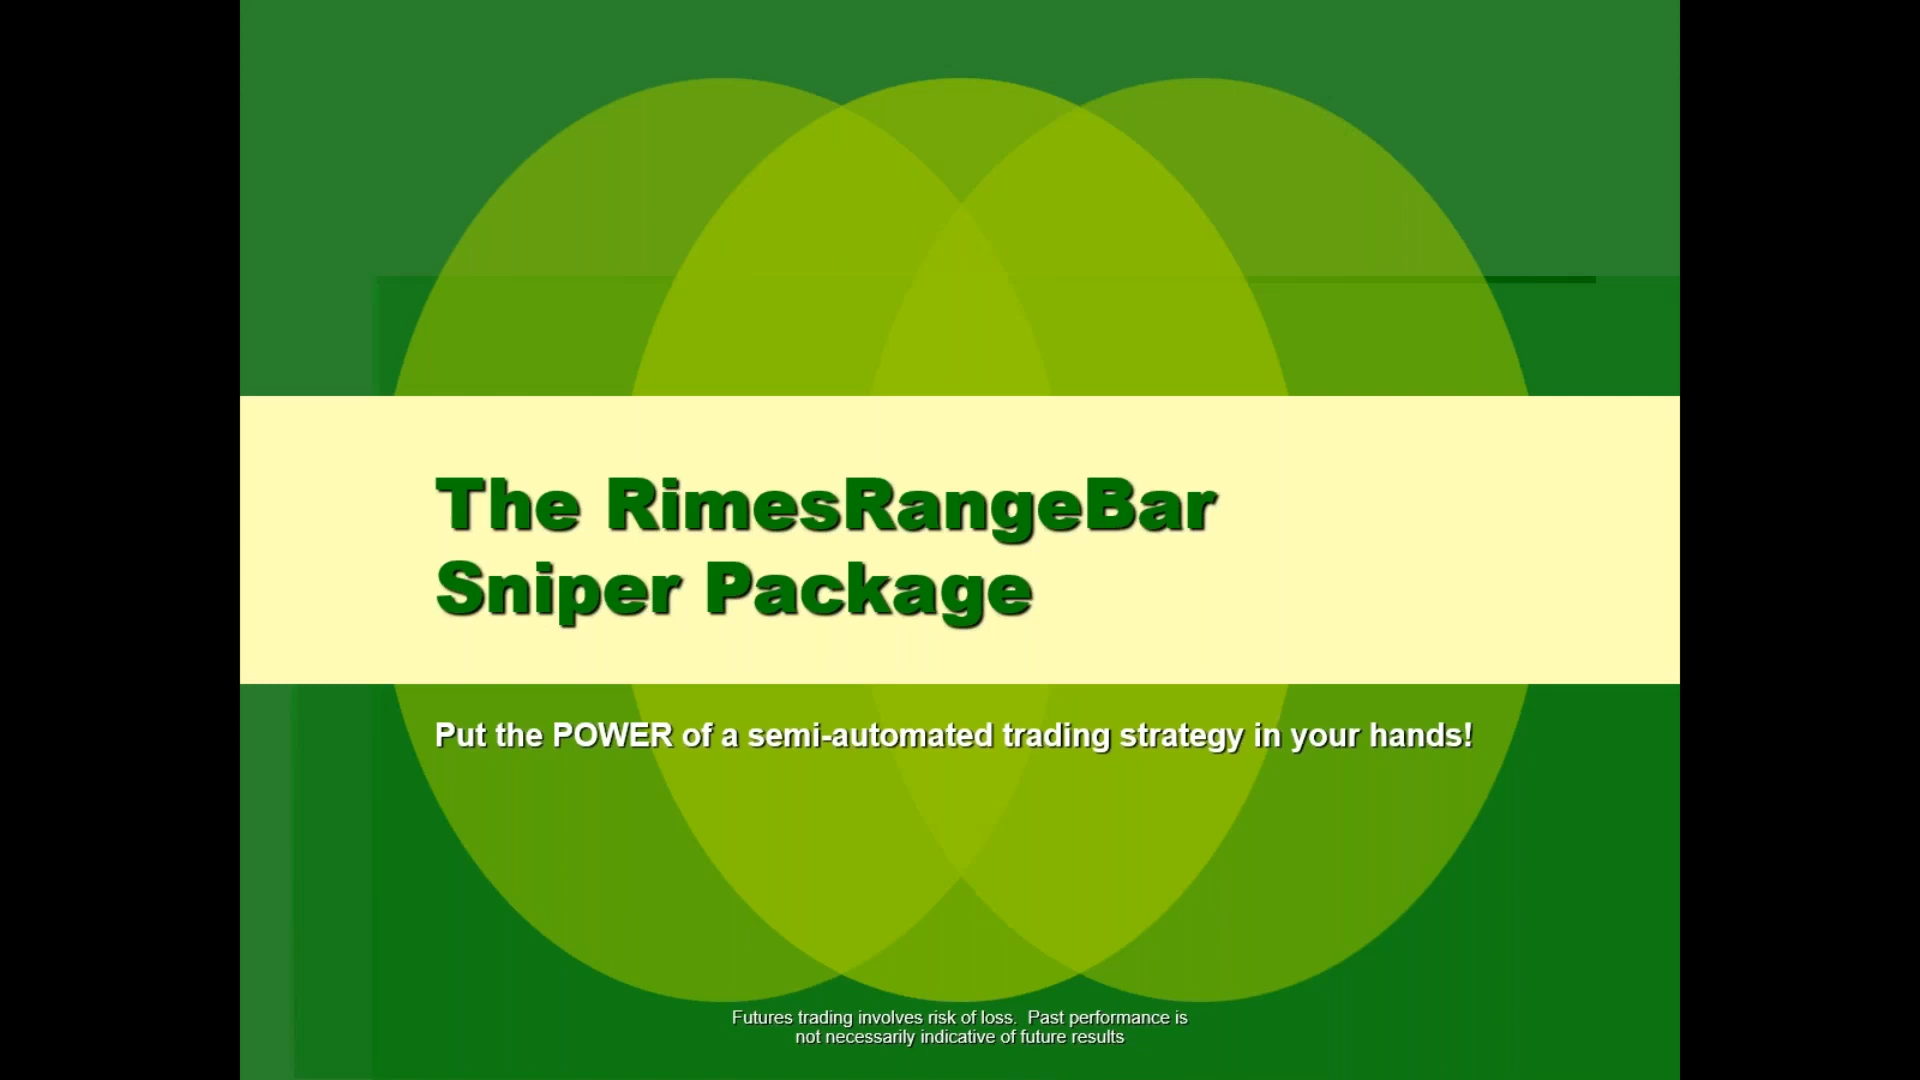 The RimesRangeBar
Sniper Package
Put the POWER of a semi-automated trading strategy in your hands!
Futures trading involves risk of loss.  Past performance is
not necessarily indicative of future results